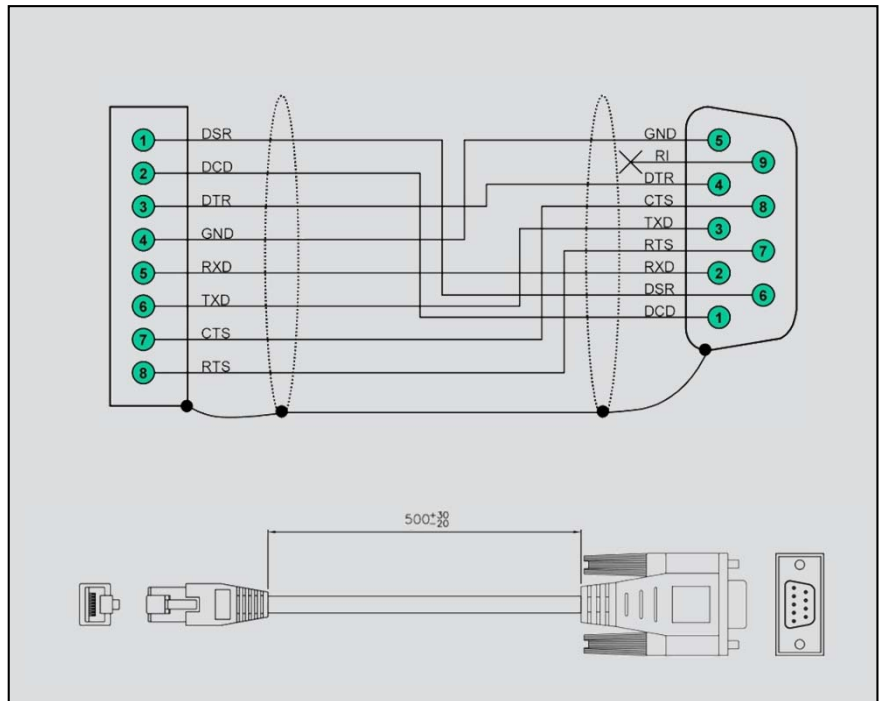 1 DSR
2 DCD
3 DTR
4 GND
5 RXD
6 TXD
7 CTS
8 RTS
GND 5
RI 9
DTR 4
CTS 8
TXD 3
RTS 7
RXD 2
DSR 6
DCD 1
500+30-20